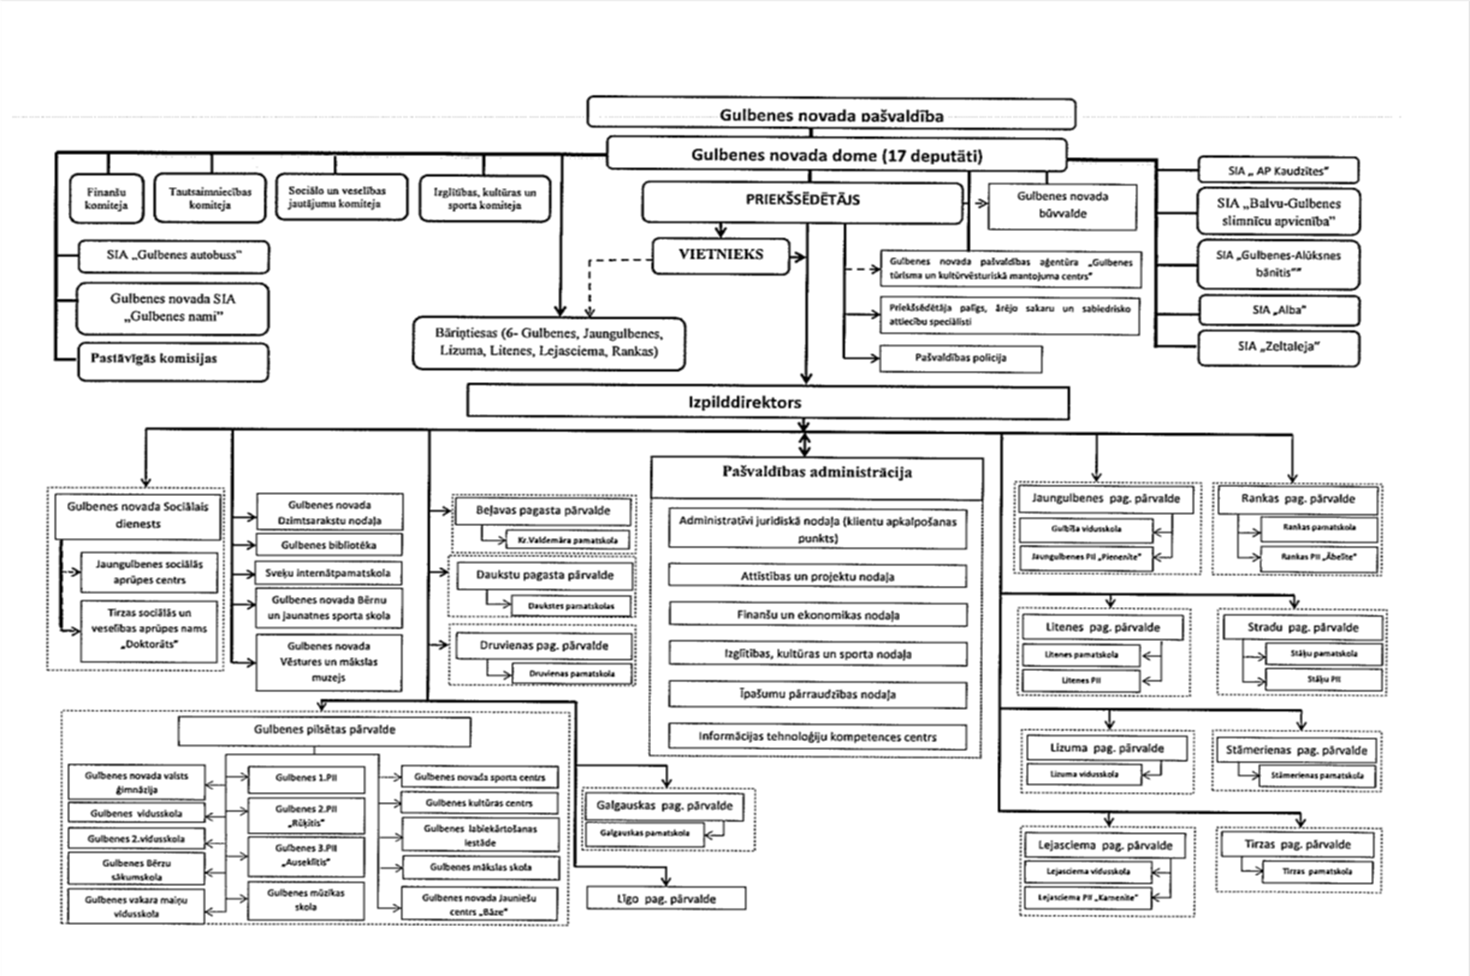 Gulbenes novada pašvaldība
Gulbenes novada dome (17 deputāti)
Finanšu
komiteja
Tautsaimniecības
komiteja
Sociālo un veselības
jautājumu komiteja
Izglītības, kultūras un
sporta komiteja
PRIEKŠSĒDĒTĀJS
Gulbenes novada
būvvalde
SIA „ AP Kaudzītes"
SIA „Balvu-Gulbenes
slimnīcu apvienība"
SIA „Gulbenes-Alūksnes
bānītis""
SIA „Alba"
SIA „Zeltaleja"
SIA „Gulbenes autobuss"
Gulbenes novada SIA
„Gulbenes nami"
Pastāvīgās komisijas
VIETNIEKS
Gulbenes novada pašvaldības aģentūra „Gulbenes
tūrisma un kultūrvēsturiskā mantojuma centrs"
Priekšsēdētāja palīgs, ārējo sakaru un sabiedrisko
attiecību speciālisti
Pašvaldības policija
Bāriņtiesas (6- Gulbenes, Jaungulbenes,
Lizuma, Litenes, Lejasciema, Rankas)
Izpilddirektors
Gulbenes novada Sociālais
dienests
Jaungulbenes sociālās
aprūpes centrs
Tirzas sociālās un
veselības aprūpes nams
„Doktorāts"
Gulbenes novada
Dzimtsarakstu nodaļa
Gulbenes bibliotēka
Sveķu internātpamatskola
Gulbenes novada Bērnu
un jaunatnes sporta skola
Gulbenes novada
Vēstures un mākslas
muzejs
Beļavas pagasta pārvalde
Kr.Valdemāra pamatskola
Daukstu pagasta pārvalde
Daukstes pamatskolas
Druvienas pag. pārvalde
Druvienas pamatskola
Pašvaldības administrācija
Administratīvi juridiskā nodaļa (klientu apkalpošanas
punkts)
Attīstības un projektu nodaļa
Finanšu un ekonomikas nodaļa
Izglītības, kultūras un sporta nodaļa
Īpašumu pārraudzības nodaļa
Informācijas tehnoloģiju kompetences centrs
Jaungulbenes pag. pārvalde
Gulbīša vidusskola
Jaungulbenes PII „Pienenīte"
Rankas pag. pārvalde
Rankas pamatskola
Rankas PII „Ābelīte"
Litenes pag. pārvalde
Litenes pamatskola
Litenes PII
Stradu pag. pārvalde
Stāķu pamatskola
Stāķu PII
Lizuma pag. pārvalde
Lizuma vidusskola
Stāmerienas pag. pārvalde
Stāmerienas pamatskola
Lejasciema pag. pārvalde
Lejasciema vidusskola
Lejasciema PII „Kamenīte"
Tirzas pag. pārvalde
Tirzas pamatskola
Gulbenes pilsētas pārvalde
Gulbenes novada valsts
ģimnāzija
Gulbenes vidusskola
Gulbenes 2.vidusskola
Gulbenes Bērzu
sākumskola
Gulbenes vakara maiņu
vidusskola
Gulbenes 1.PII
Gulbenes 2.PII
„Rūķītis"
Gulbenes 3.PII
„Auseklītis"
Gulbenes mūzikas
skola
Gulbenes novada sporta centrs
Gulbenes kultūras centrs
Gulbenes labiekārtošanas
iestāde
Gulbenes mākslas skola
Gulbenes novada Jauniešu
centrs „Bāze"
Galgauskas pag. pārvalde
Galgauskas pamatskola
Līgo pag. pārvalde